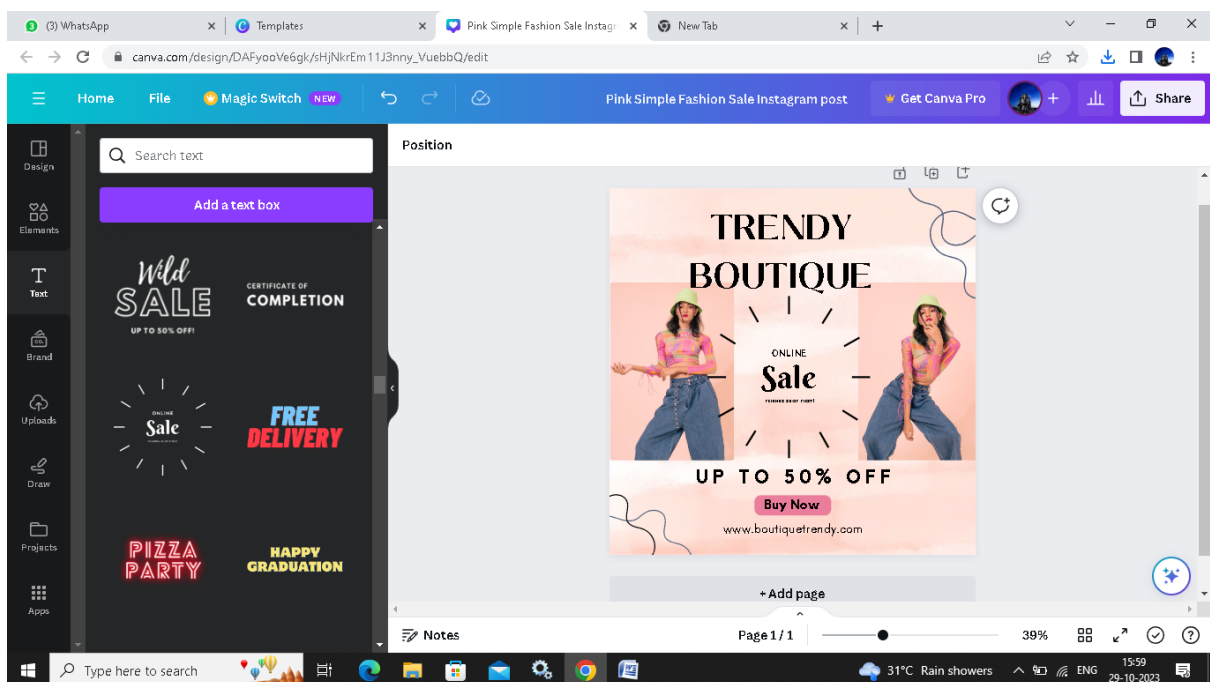 (3) WhatsApp
Templates
Pink Simple Fashion Sale Instagr
New Tab
canva.com/design/DAFyooVe6gk/sHjNkrEm11J3nny_VuebbQ/edit
Home File Magic Switch NEW
Pink Simple Fashion Sale Instagram post
Get Canva Pro
Share
Design
Elements
Text
Brand
Uploads
Draw
Projects
Apps
Search text
Add a text box
Wild
SALE
UP TO 50% OFF!
CERTIFICATE OF
COMPLETION
ONLINE
Sale
FREE
DELIVERY
PIZZA
PARTY
HAPPY
GRADUATION
Position
TRENDY
BOUTIQUE
ONLINE
Sale
UP TO 50% OFF
Buy Now
www.boutiquetrendy.com
+ Add page
Notes
Page 1 / 1
39%
Type here to search
31°C Rain showers
ENG
15:59
29-10-2023